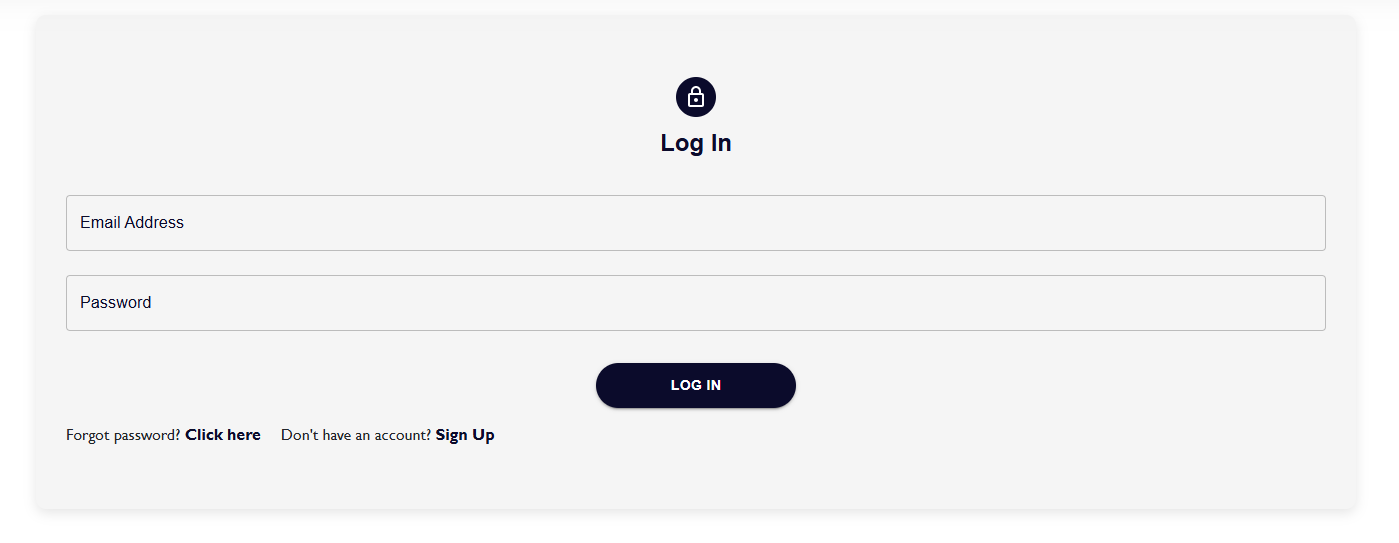 Log In
Email Address
Password
LOG IN
Forgot password? Click here Don't have an account? Sign Up